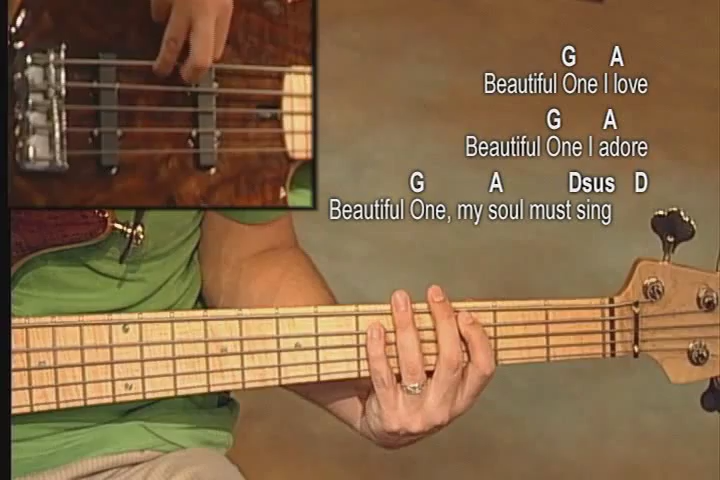 G A
Beautiful One I love
G A
Beautiful One I adore
G A Dsus D
Beautiful One, my soul must sing